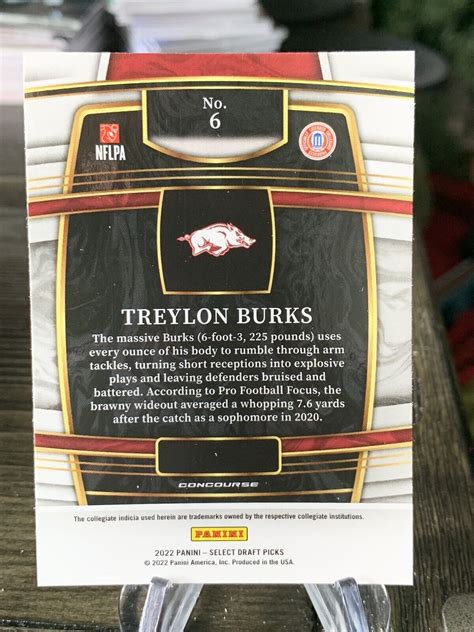 No.
6
NFLPA
TREYLON BURKS
The massive Burks (6-foot-3, 225 pounds) uses
every ounce of his body to rumble through arm
tackles, turning short receptions into explosive
plays and leaving defenders bruised and
battered. According to Pro Football Focus, the
brawny wideout averaged a whopping 7.6 yards
after the catch as a sophomore in 2020.
CONCOURSE
The collegiate indicia used herein are trademarks owned by the respective collegiate institutions.
PANINI
2022 PANINI – SELECT DRAFT PICKS
© 2022 Panini America, Inc. Produced in the USA.